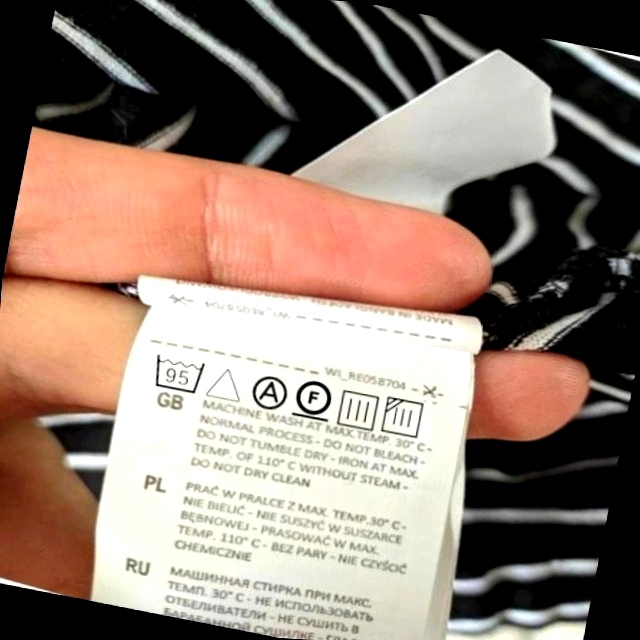 WI_RE058704
95
A
F
GB
MACHINE WASH AT MAX.TEMP. 30° C -
NORMAL PROCESS - DO NOT BLEACH -
DO NOT TUMBLE DRY - IRON AT MAX.
TEMP. OF 110° C WITHOUT STEAM -
DO NOT DRY CLEAN
PL
PRAĆ W PRALCE Z MAX. TEMP.30° C -
NIE BIELIĆ - NIE SUSZYĆ W SUSZARCE
BĘBNOWEJ - PRASOWAĆ W MAX.
TEMP. 110° C - BEZ PARY - NIE CZYŚCIĆ
CHEMICZNIE
RU
МАШИННАЯ СТИРКА ПРИ МАКС.
ТЕМП. 30° C - НЕ ИСПОЛЬЗОВАТЬ
ОТБЕЛИВАТЕЛИ - НЕ СУШИТЬ В
БАРАБАННОЙ СУШИЛКЕ -